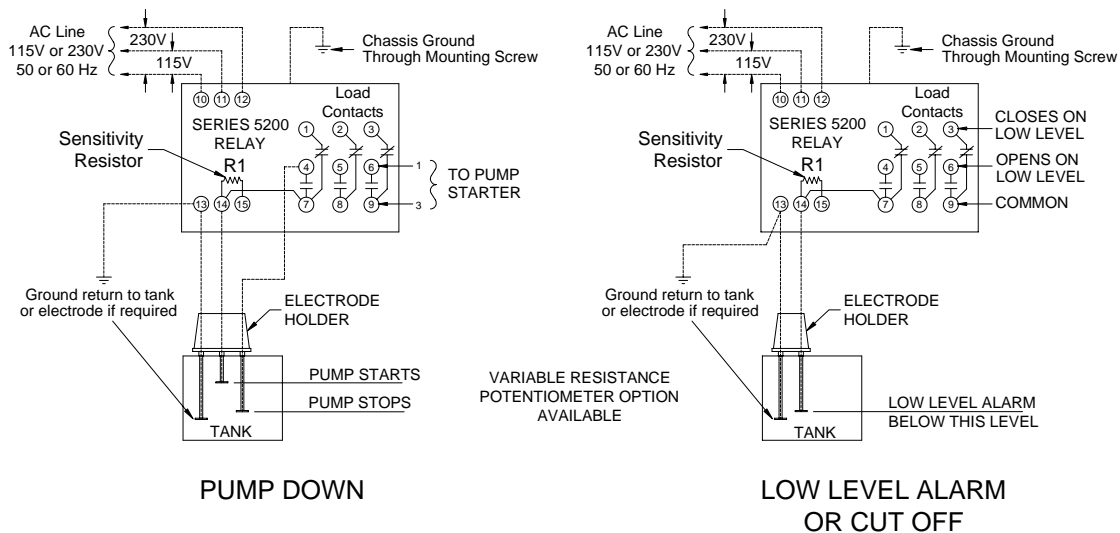 AC Line
115V or 230V
50 or 60 Hz
230V
115V
Chassis Ground
Through Mounting Screw
10 11 12
Load
Contacts
SERIES 5200
RELAY
1 2 3
Sensitivity
Resistor
R1
4 5 6
1
TO PUMP
STARTER
13 14 15
7 8 9
3
Ground return to tank
or electrode if required
ELECTRODE
HOLDER
PUMP STARTS
PUMP STOPS
TANK
PUMP DOWN
VARIABLE RESISTANCE
POTENTIOMETER OPTION
AVAILABLE
AC Line
115V or 230V
50 or 60 Hz
230V
115V
Chassis Ground
Through Mounting Screw
10 11 12
Load
Contacts
SERIES 5200
RELAY
1 2 3
CLOSES ON
LOW LEVEL
Sensitivity
Resistor
R1
4 5 6
OPENS ON
LOW LEVEL
13 14 15
7 8 9
COMMON
Ground return to tank
or electrode if required
ELECTRODE
HOLDER
LOW LEVEL ALARM
BELOW THIS LEVEL
TANK
LOW LEVEL ALARM
OR CUT OFF